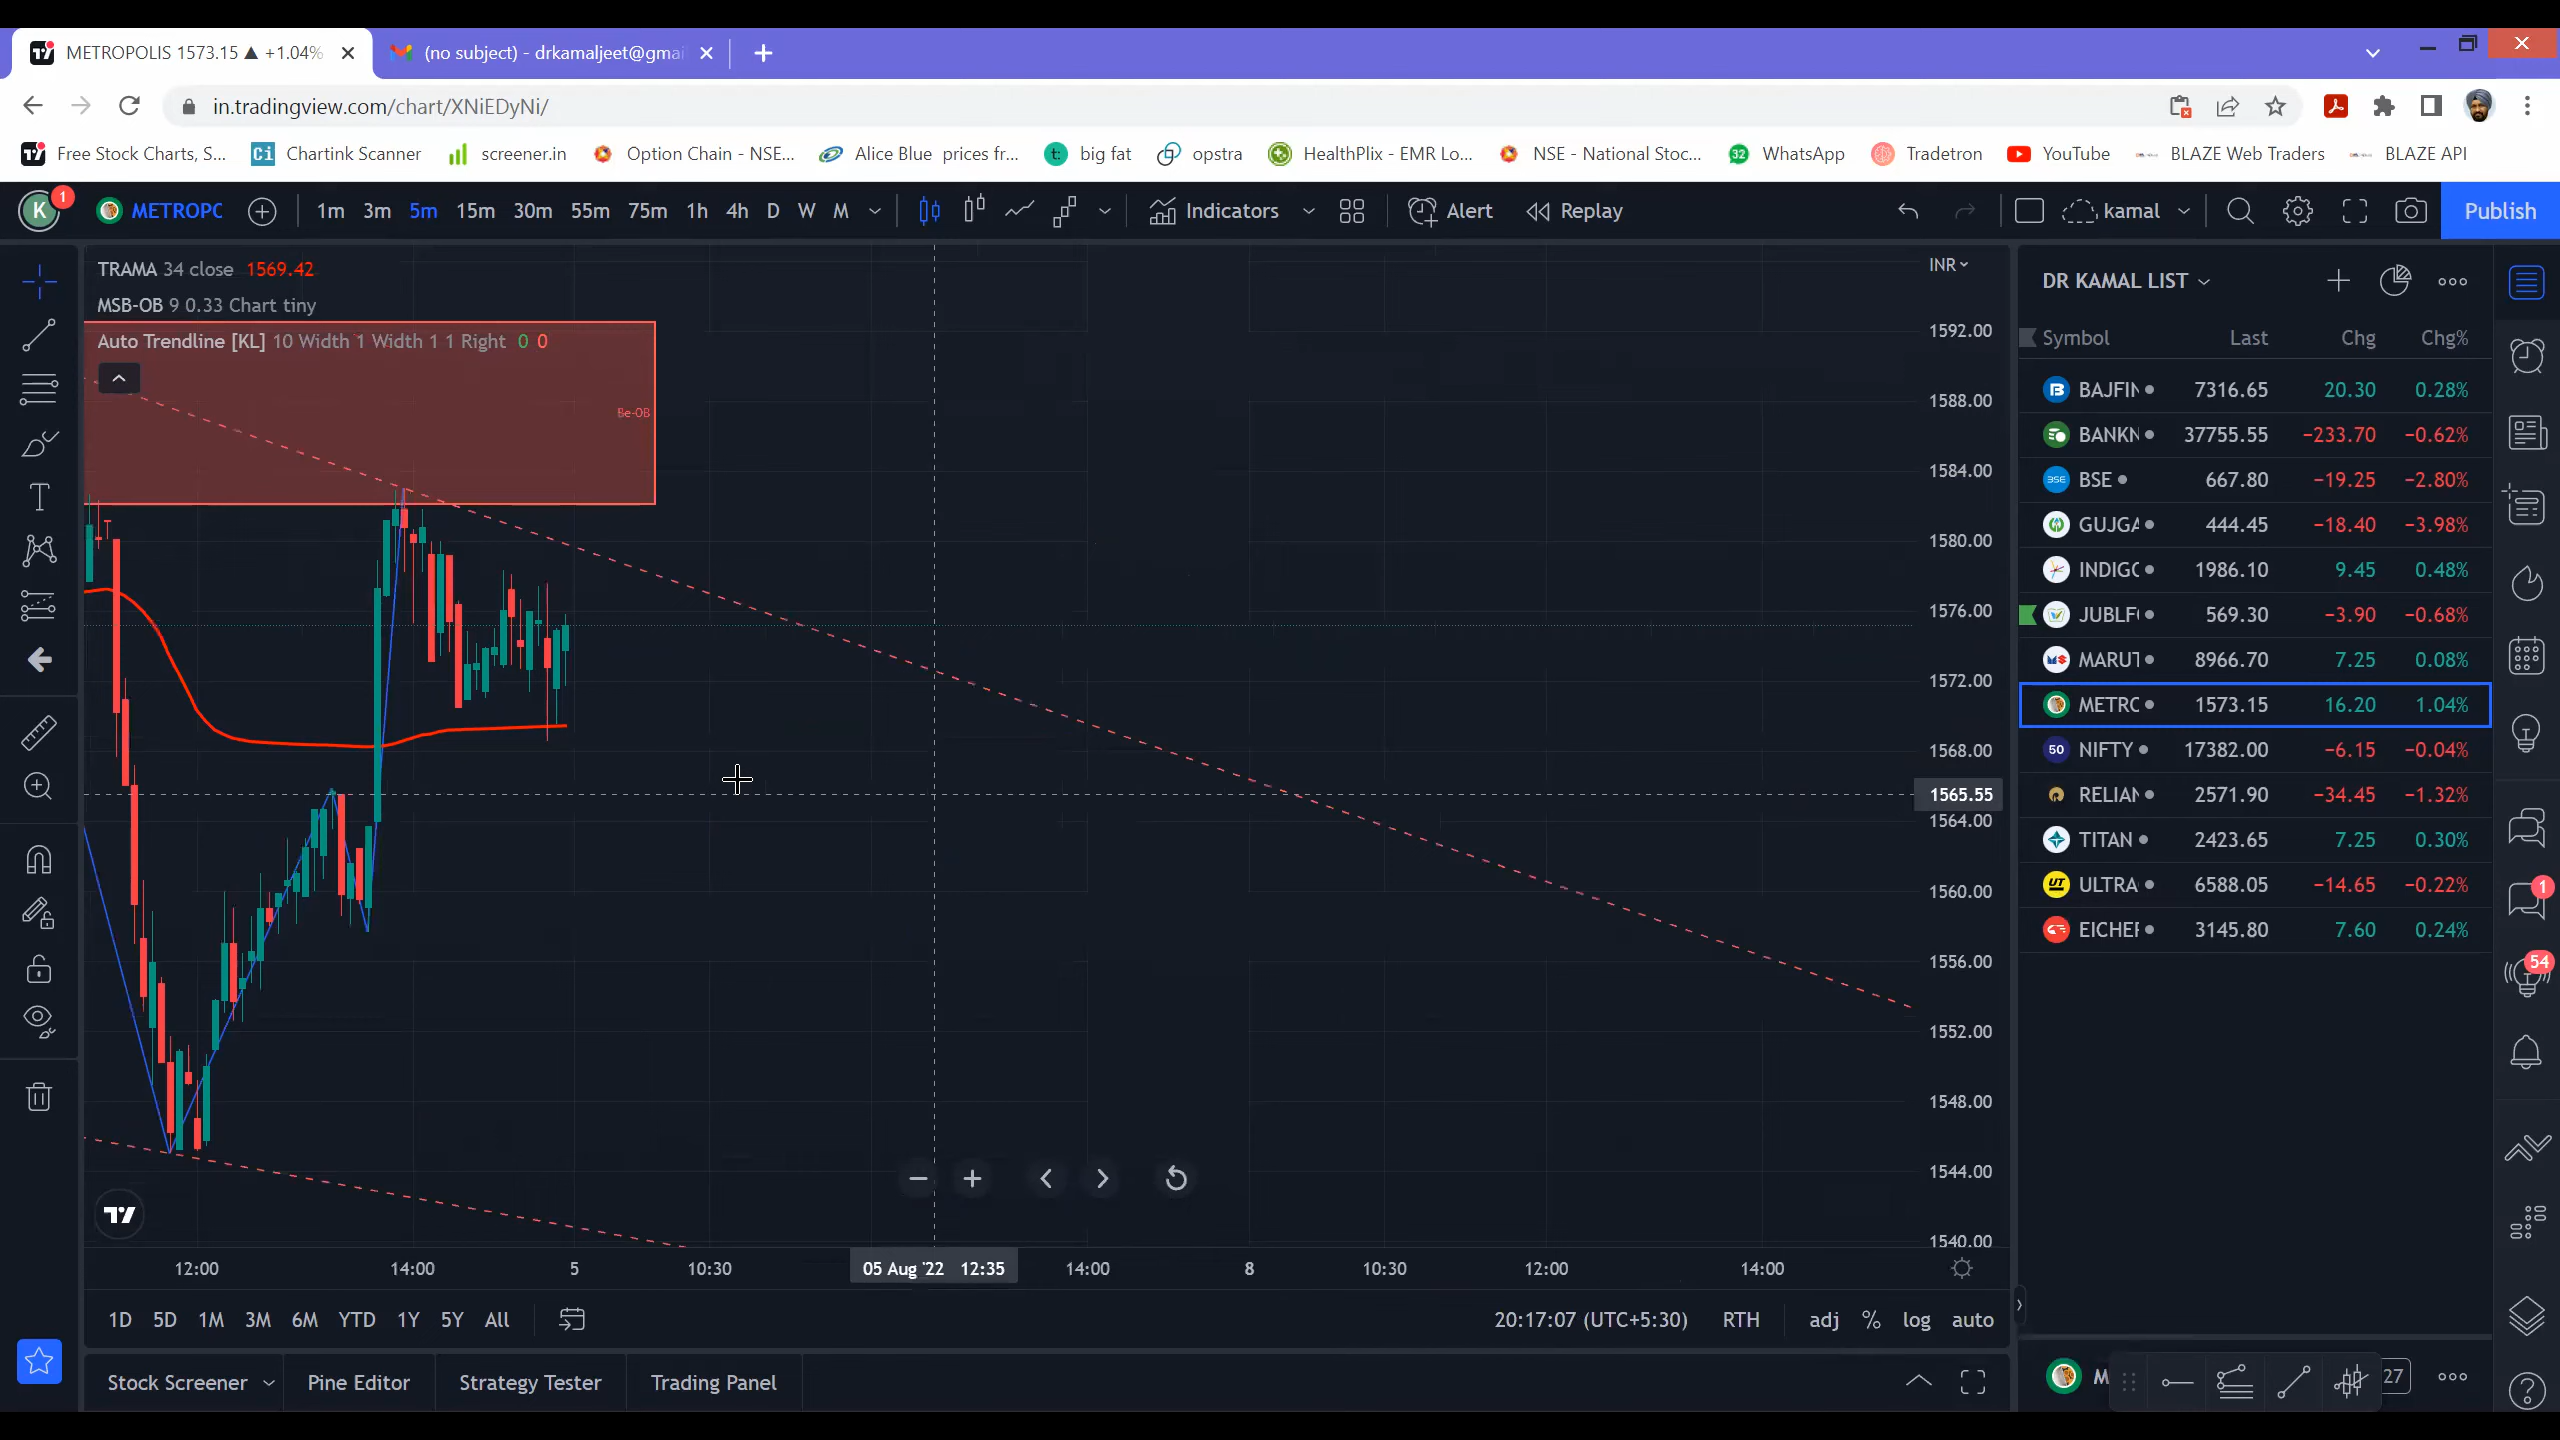 METROPOLIS 1573.15 ▲ +1.04%
(no subject) - drkamaljeet@gmai
in.tradingview.com/chart/XNiEDyNi/
Free Stock Charts, S...
Ci Chartink Scanner
screener.in
Option Chain - NSE...
Alice Blue prices fr...
t: big fat
opstra
HealthPlix - EMR Lo...
NSE - National Stoc...
32 WhatsApp
Tradetron
YouTube
BLAZE Web Traders
BLAZE API
K 1 METROPC 1m 3m 5m 15m 30m 55m 75m 1h 4h D W M Indicators Alert Replay kamal Publish
TRAMA 34 close 1569.42
MSB-OB 9 0.33 Chart tiny
Auto Trendline [KL] 10 Width 1 Width 1 1 Right 0 0
Be-OB
INR
1592.00
1588.00
1584.00
1580.00
1576.00
1572.00
1568.00
1565.55
1564.00
1560.00
1556.00
1552.00
1548.00
1544.00
1540.00
12:00 14:00 5 10:30 05 Aug '22 12:35 14:00 8 10:30 12:00 14:00
1D 5D 1M 3M 6M YTD 1Y 5Y All 20:17:07 (UTC+5:30) RTH adj % log auto
Stock Screener Pine Editor Strategy Tester Trading Panel
DR KAMAL LIST
Symbol Last Chg Chg%
BAJFIN 7316.65 20.30 0.28%
BANKN 37755.55 −233.70 −0.62%
BSE BSE 667.80 −19.25 −2.80%
GUJGA 444.45 −18.40 −3.98%
INDIGO 1986.10 9.45 0.48%
JUBLF 569.30 −3.90 −0.68%
MARUT 8966.70 7.25 0.08%
METRO 1573.15 16.20 1.04%
50 NIFTY 17382.00 −6.15 −0.04%
RELIAN 2571.90 −34.45 −1.32%
TITAN 2423.65 7.25 0.30%
UT ULTRA 6588.05 −14.65 −0.22%
EICHER 3145.80 7.60 0.24%
1
54
M 27